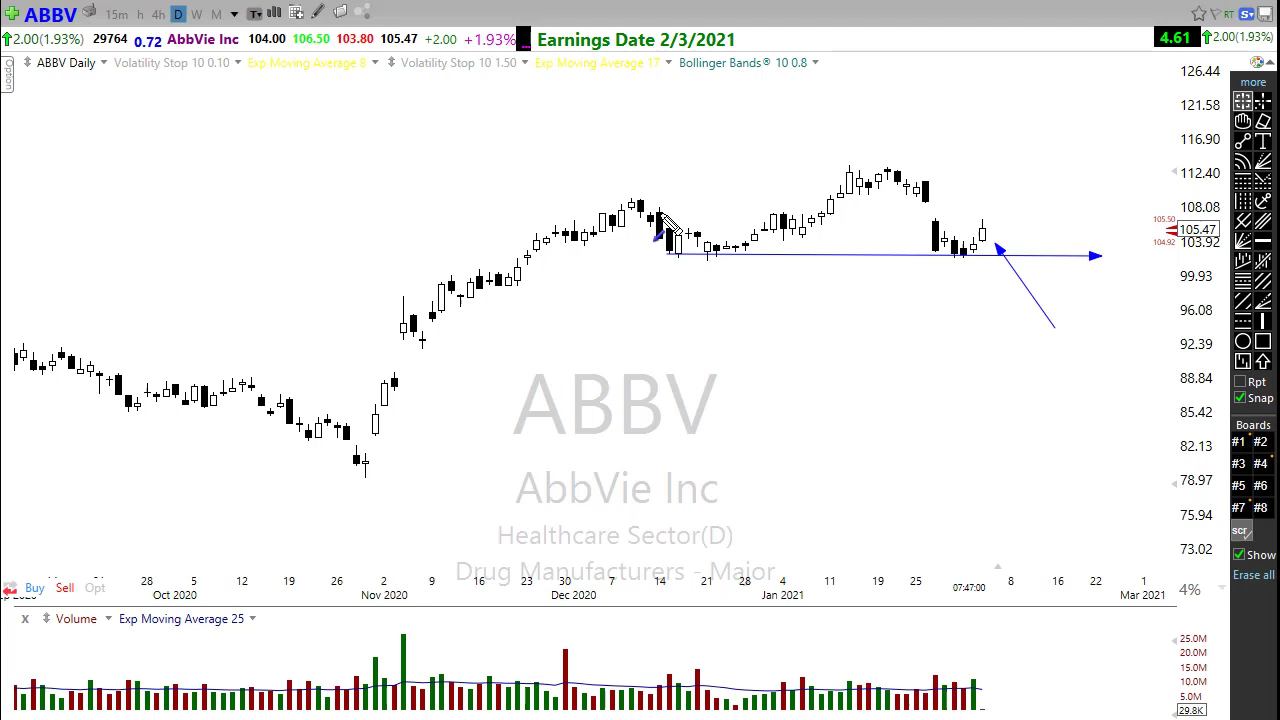 ABBV 15m h 4h D W M T RT S
2.00(1.93%) 29764 0.72 AbbVie Inc 104.00 106.50 103.80 105.47 +2.00 +1.93% ... Earnings Date 2/3/2021 4.61 2.00(1.93%)
Option
ABBV Daily Volatility Stop 10 0.10 Exp Moving Average 8 Volatility Stop 10 1.50 Exp Moving Average 17 Bollinger Bands® 10 0.8
126.44
more
121.58
116.90
112.40
108.08
105.50
105.47
104.92
103.92
99.93
96.08
92.39
88.84
85.42
82.13
78.97
75.94
73.02
Rpt
Snap
Boards
#1 #2
#3 #4
#5 #6
#7 #8
scr
Show
Erase all
ABBV
AbbVie Inc
Healthcare Sector(D)
Drug Manufacturers - Major
28 5 12 19 26 2 9 16 23 30 7 14 21 28 4 11 19 25 8 16 22 1
Buy Sell Opt
Oct 2020 Nov 2020 Dec 2020 Jan 2021 07:47:00 Mar 2021
4%
X Volume Exp Moving Average 25
25.0M
20.0M
15.0M
10.0M
5.0M
29.8K